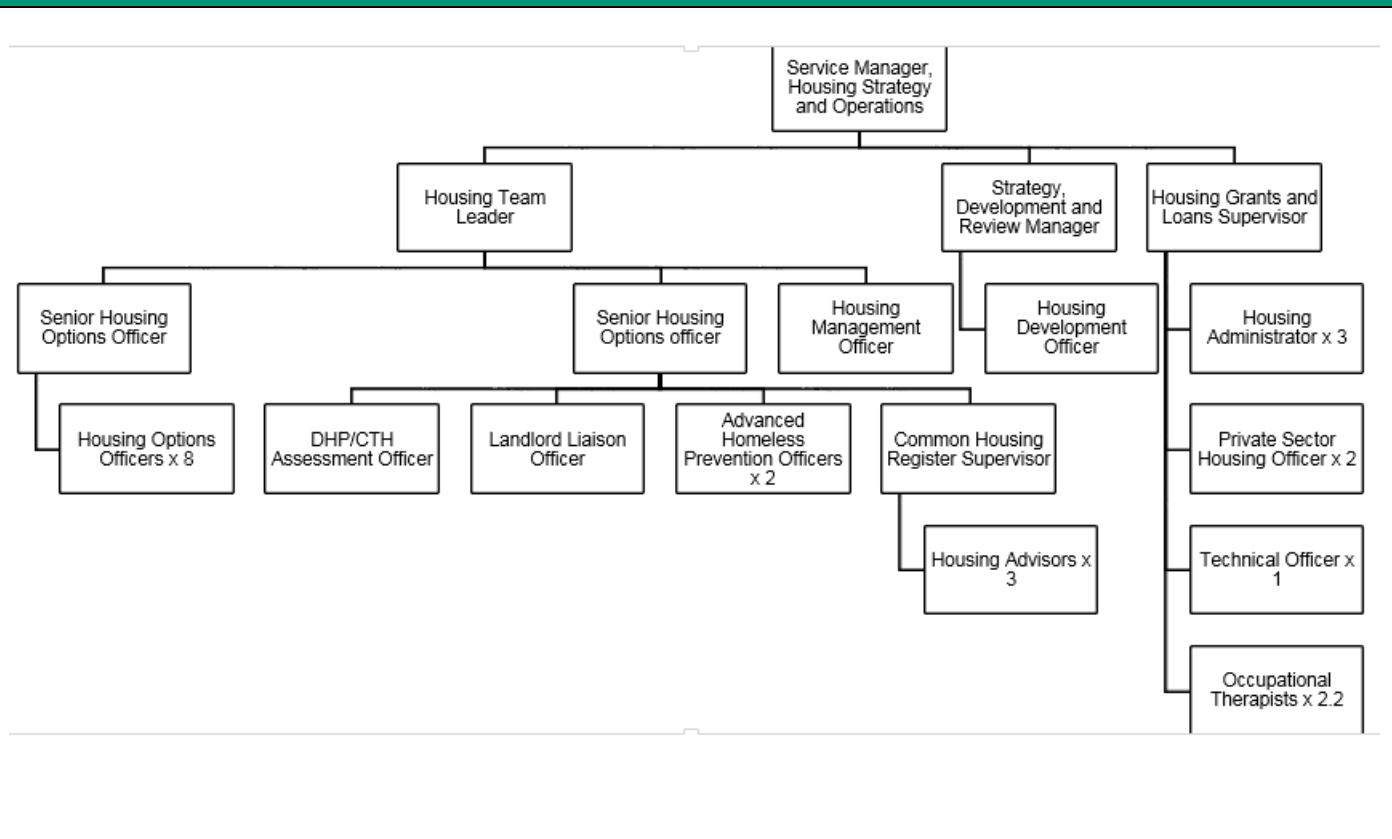 Service Manager,
Housing Strategy
and Operations
Housing Team
Leader
Strategy,
Development and
Review Manager
Housing Grants and
Loans Supervisor
Senior Housing
Options Officer
Senior Housing
Options officer
Housing
Management
Officer
Housing
Development
Officer
Housing
Administrator x 3
Housing Options
Officers x 8
DHP/CTH
Assessment Officer
Landlord Liaison
Officer
Advanced
Homeless
Prevention Officers
x 2
Common Housing
Register Supervisor
Private Sector
Housing Officer x 2
Housing Advisors x
3
Technical Officer x
1
Occupational
Therapists x 2.2